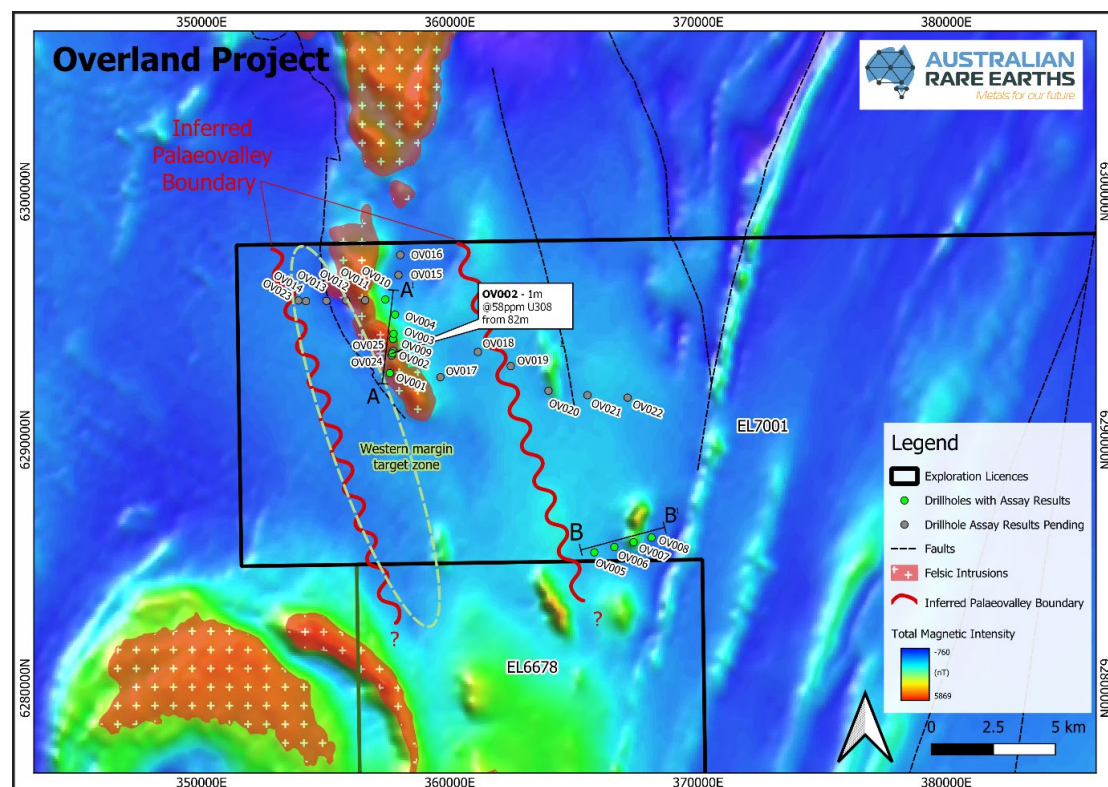 350000E
360000E
370000E
380000E
Overland Project
AUSTRALIAN
RARE EARTHS
Metals for our future
Inferred
Palaeovalley
Boundary
6300000N
6300000N
OV016
OV015
OV010
OV011
OV012
OV013
OV014
OV023
A'
OV002 - 1m
@58ppm U308
from 82m
OV004
OV003
OV009
OV025
OV002
OV024
OV001
A
OV018
OV019
OV017
OV020
OV021
OV022
6290000N
6290000N
EL7001
Western margin
target zone
B
B'
OV008
OV007
OV006
OV005
?
?
EL6678
6280000N
6280000N
Legend
Exploration Licences
Drillholes with Assay Results
Drillhole Assay Results Pending
Faults
Felsic Intrusions
Inferred Palaeovalley Boundary
Total Magnetic Intensity
-760
(nT)
5869
0 2.5 5 km
350000E
360000E
370000E
380000E